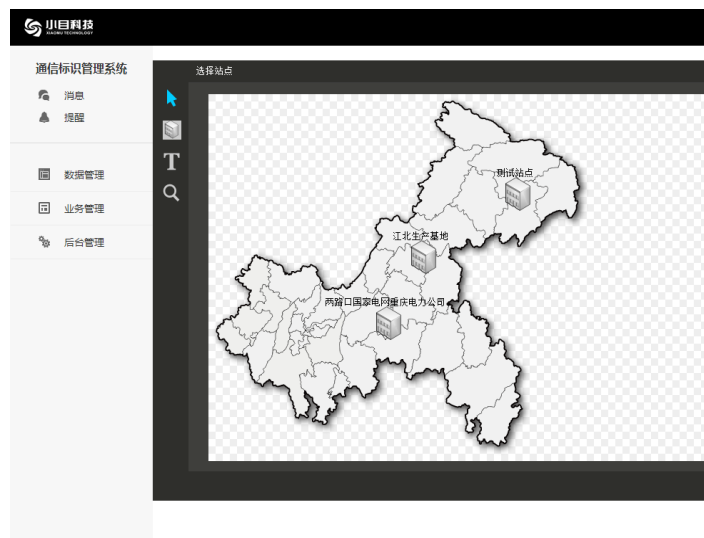 小目科技
XIAOMU TECHNOLOGY
通信标识管理系统
消息
提醒
数据管理
业务管理
后台管理
选择站点
T
测试站点
江北生产基地
两路口国家电网重庆电力公司